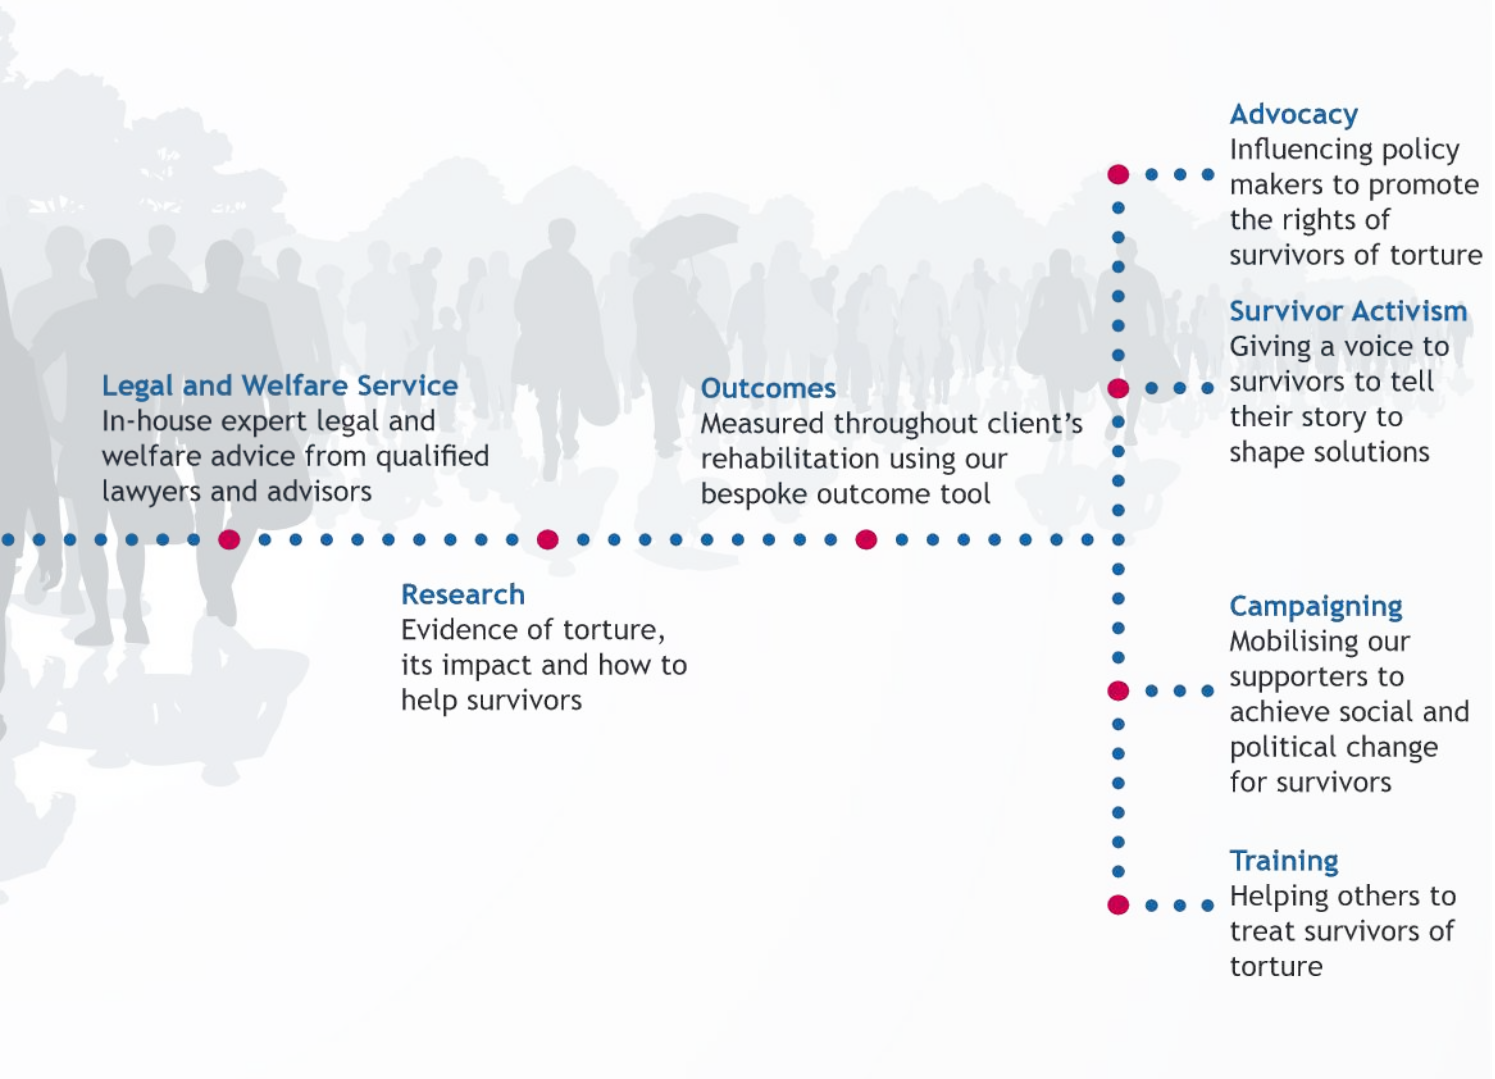 Legal and Welfare Service
In-house expert legal and
welfare advice from qualified
lawyers and advisors
Research
Evidence of torture,
its impact and how to
help survivors
Outcomes
Measured throughout client’s
rehabilitation using our
bespoke outcome tool
Advocacy
Influencing policy
makers to promote
the rights of
survivors of torture
Survivor Activism
Giving a voice to
survivors to tell
their story to
shape solutions
Campaigning
Mobilising our
supporters to
achieve social and
political change
for survivors
Training
Helping others to
treat survivors of
torture